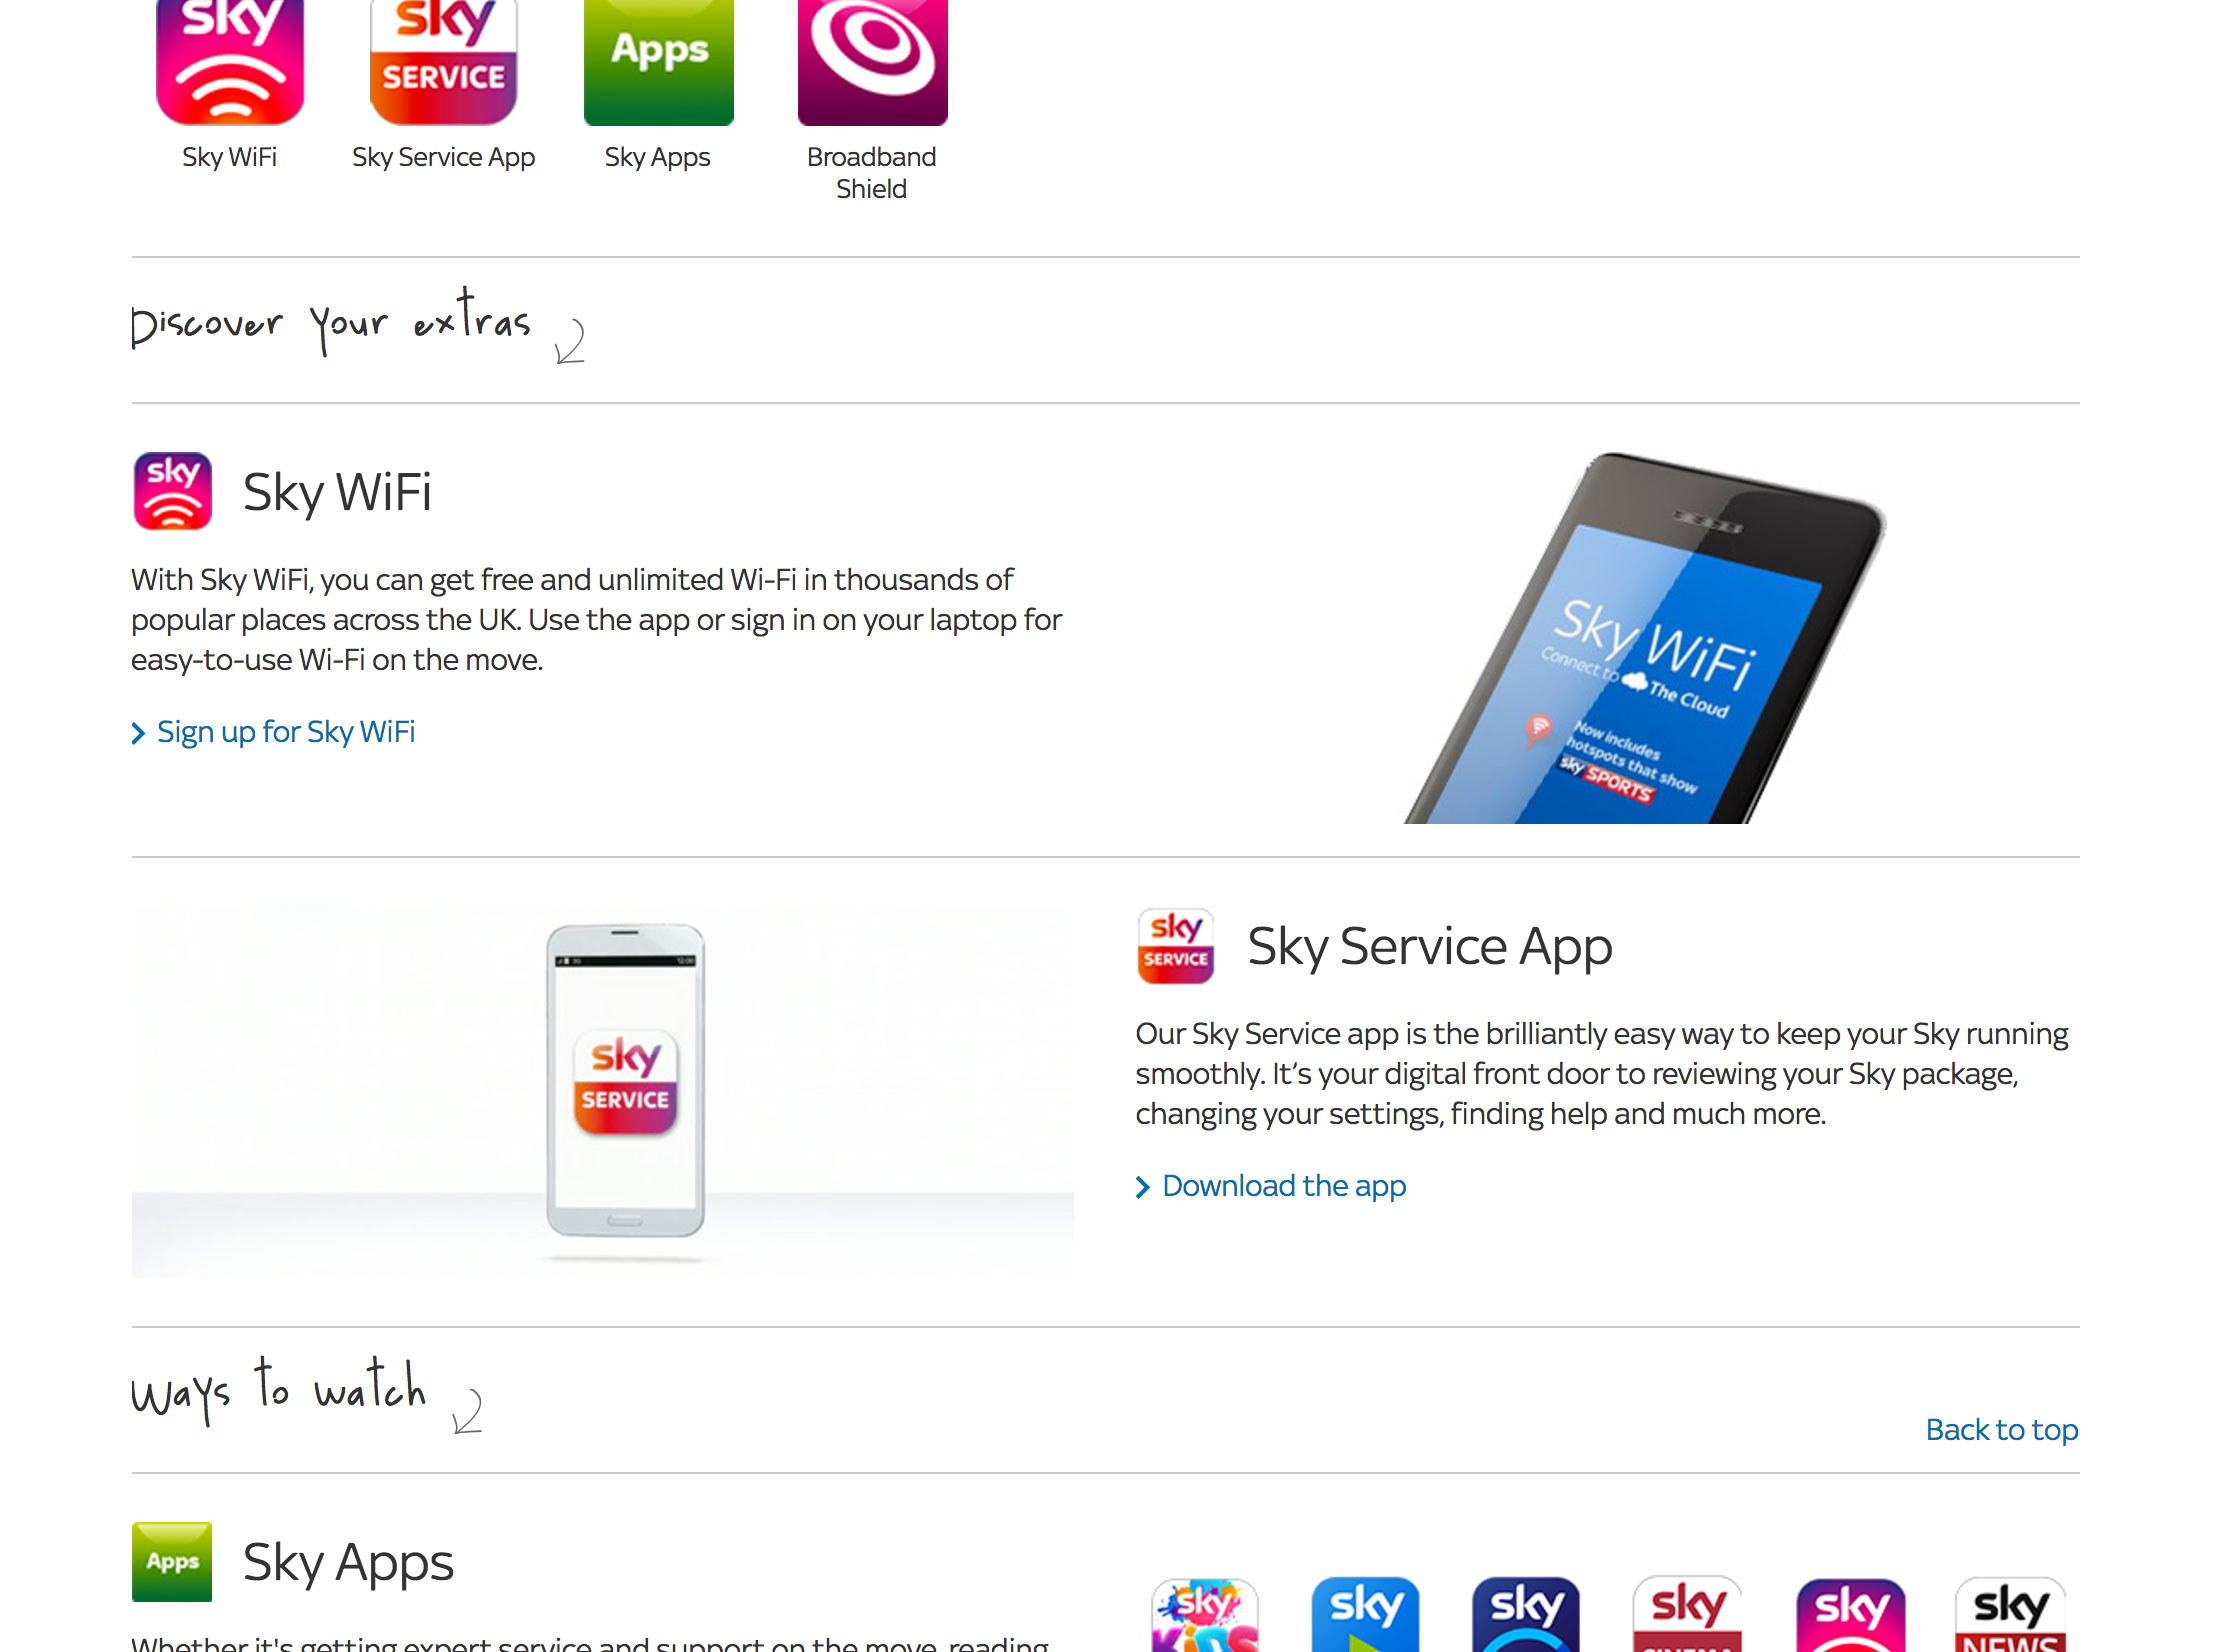 sky
sky
SERVICE
Apps
Sky WiFi
Sky Service App
Sky Apps
Broadband
Shield
Discover your extras
sky
Sky WiFi
With Sky WiFi, you can get free and unlimited Wi-Fi in thousands of
popular places across the UK. Use the app or sign in on your laptop for
easy-to-use Wi-Fi on the move.
Sign up for Sky WiFi
Sky WiFi
Connect to The Cloud
Now includes
hotspots that show
sky SPORTS
3G 12:00
sky
SERVICE
sky
SERVICE
Sky Service App
Our Sky Service app is the brilliantly easy way to keep your Sky running
smoothly. It's your digital front door to reviewing your Sky package,
changing your settings, finding help and much more.
Download the app
Ways to watch
Back to top
Apps
Sky Apps
Whether it's getting expert service and support on the move, reading
sky
KiDS
sky
sky
sky
CINEMA
sky
sky
NEWS